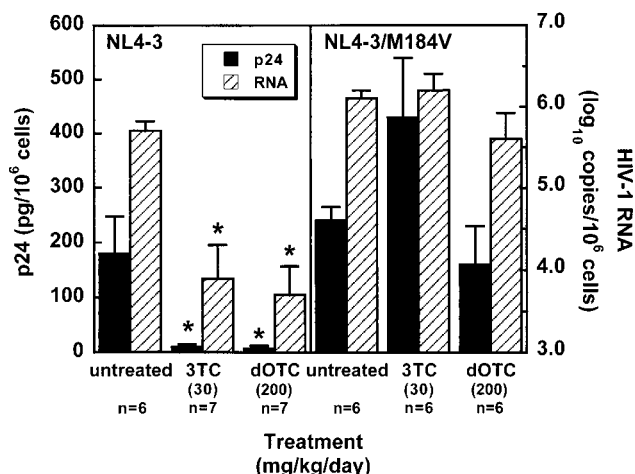 NL4-3
NL4-3/M184V
p24
RNA
p24 (pg/10⁶ cells)
600
500
400
300
200
100
0
*
*
*
*
7.0
6.0
5.0
4.0
3.0
HIV-1 RNA
(log₁₀ copies/10⁶ cells)
untreated 3TC dOTC untreated 3TC dOTC
(30) (200) (30) (200)
n=6 n=7 n=7 n=6 n=6 n=6
Treatment
(mg/kg/day)